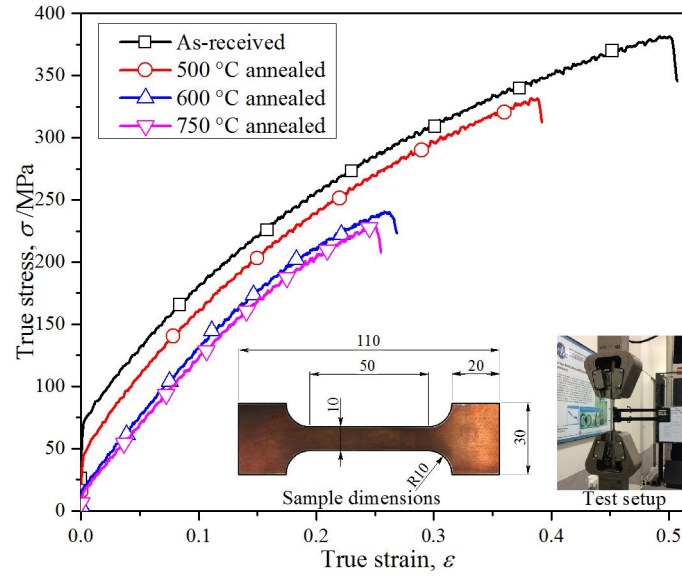 400
350
300
250
200
150
100
50
0
True stress, σ /MPa
As-received
500 °C annealed
600 °C annealed
750 °C annealed
110
50
20
10
30
R10
Sample dimensions
Test setup
0.0
0.1
0.2
0.3
0.4
0.5
True strain, ε